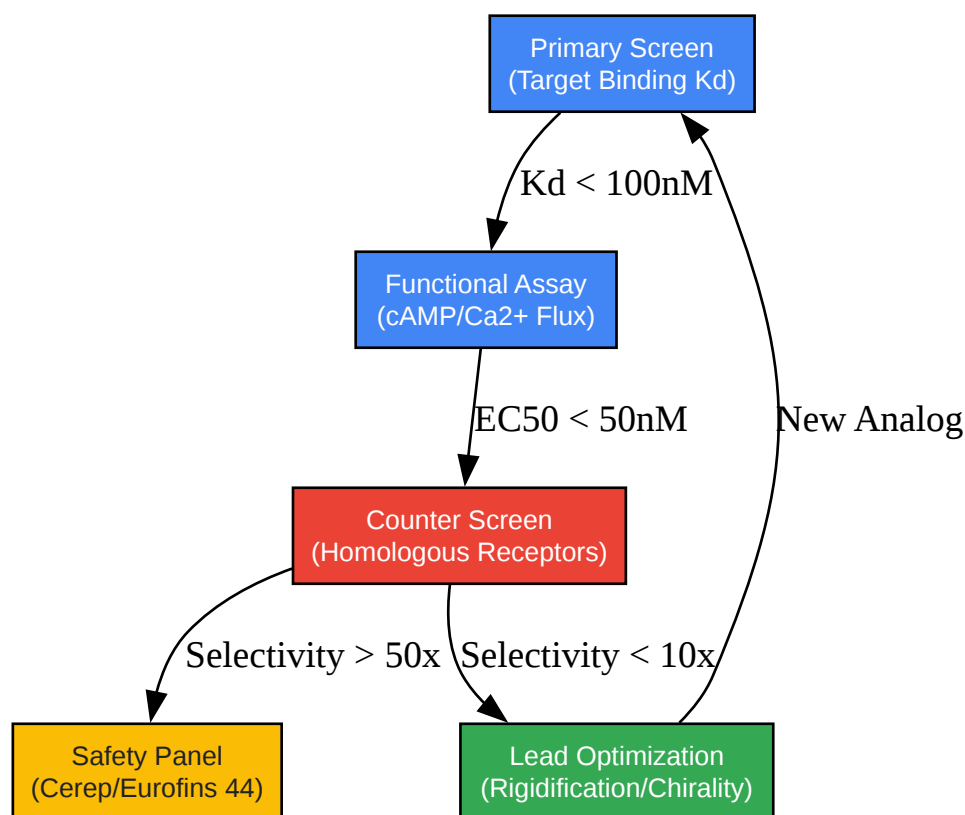 Primary Screen
(Target Binding Kd)
Kd < 100nM
Functional Assay
(cAMP/Ca2+ Flux)
EC50 < 50nM
New Analog
Counter Screen
(Homologous Receptors)
Selectivity > 50x
Selectivity < 10x
Safety Panel
(Cerep/Eurofins 44)
Lead Optimization
(Rigidification/Chirality)